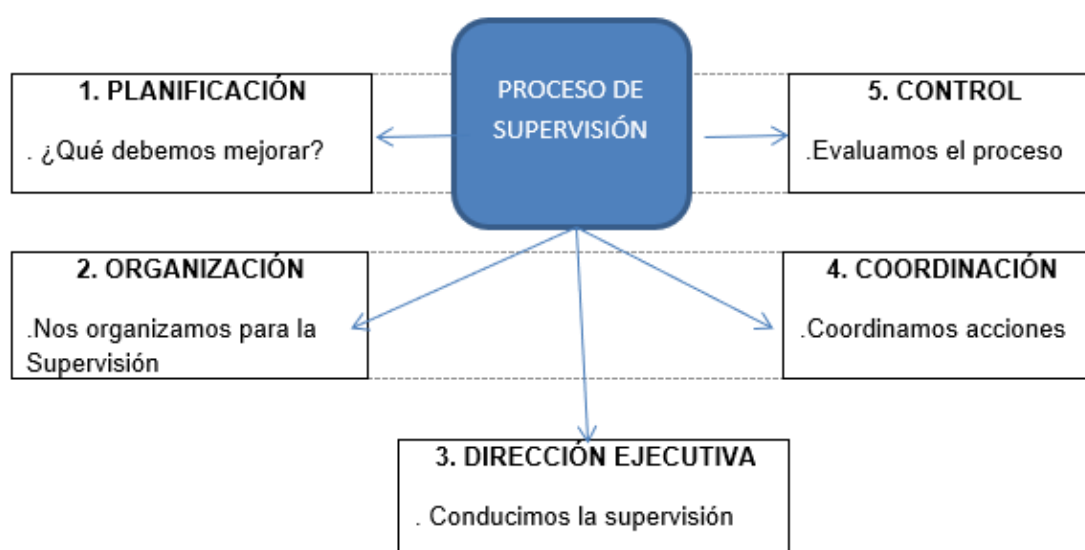 PROCESO DE
SUPERVISIÓN
1. PLANIFICACIÓN
. ¿Qué debemos mejorar?
2. ORGANIZACIÓN
.Nos organizamos para la
Supervisión
3. DIRECCIÓN EJECUTIVA
. Conducimos la supervisión
4. COORDINACIÓN
.Coordinamos acciones
5. CONTROL
.Evaluamos el proceso